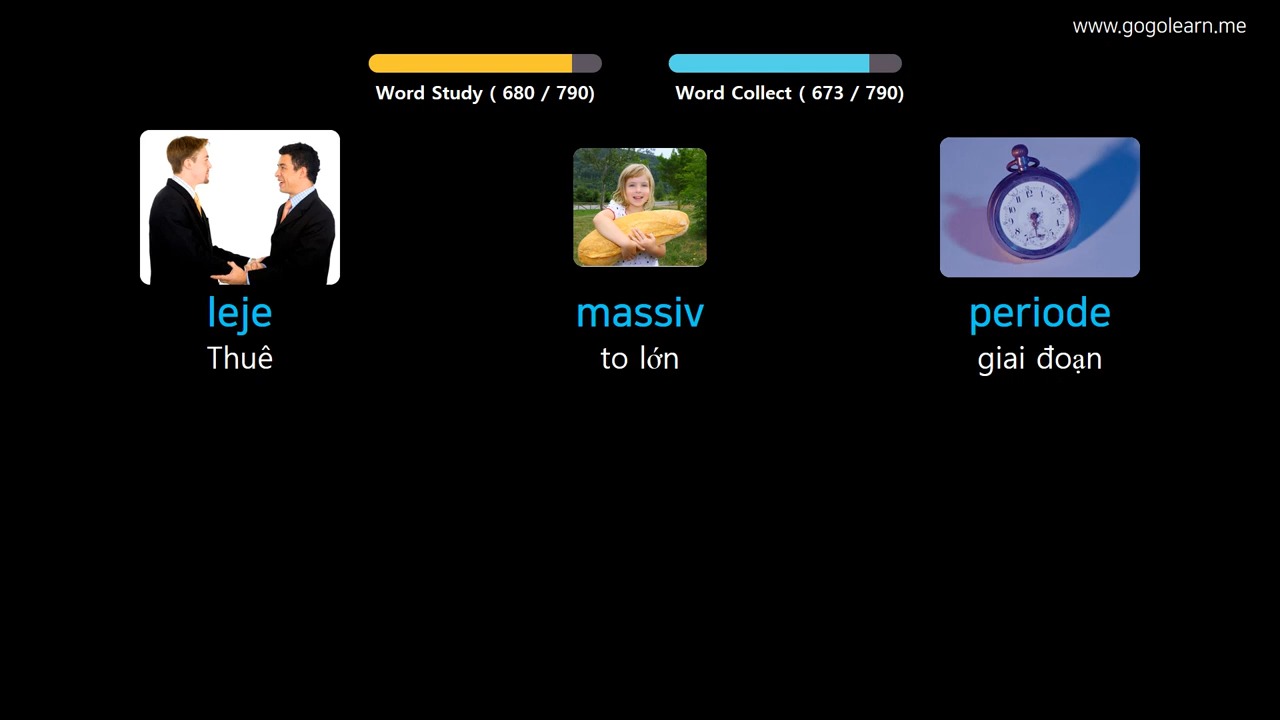 www.gogolearn.me
Word Study ( 680 / 790)
Word Collect ( 673 / 790)
leje
massiv
periode
Thuê
to lớn
giai đoạn